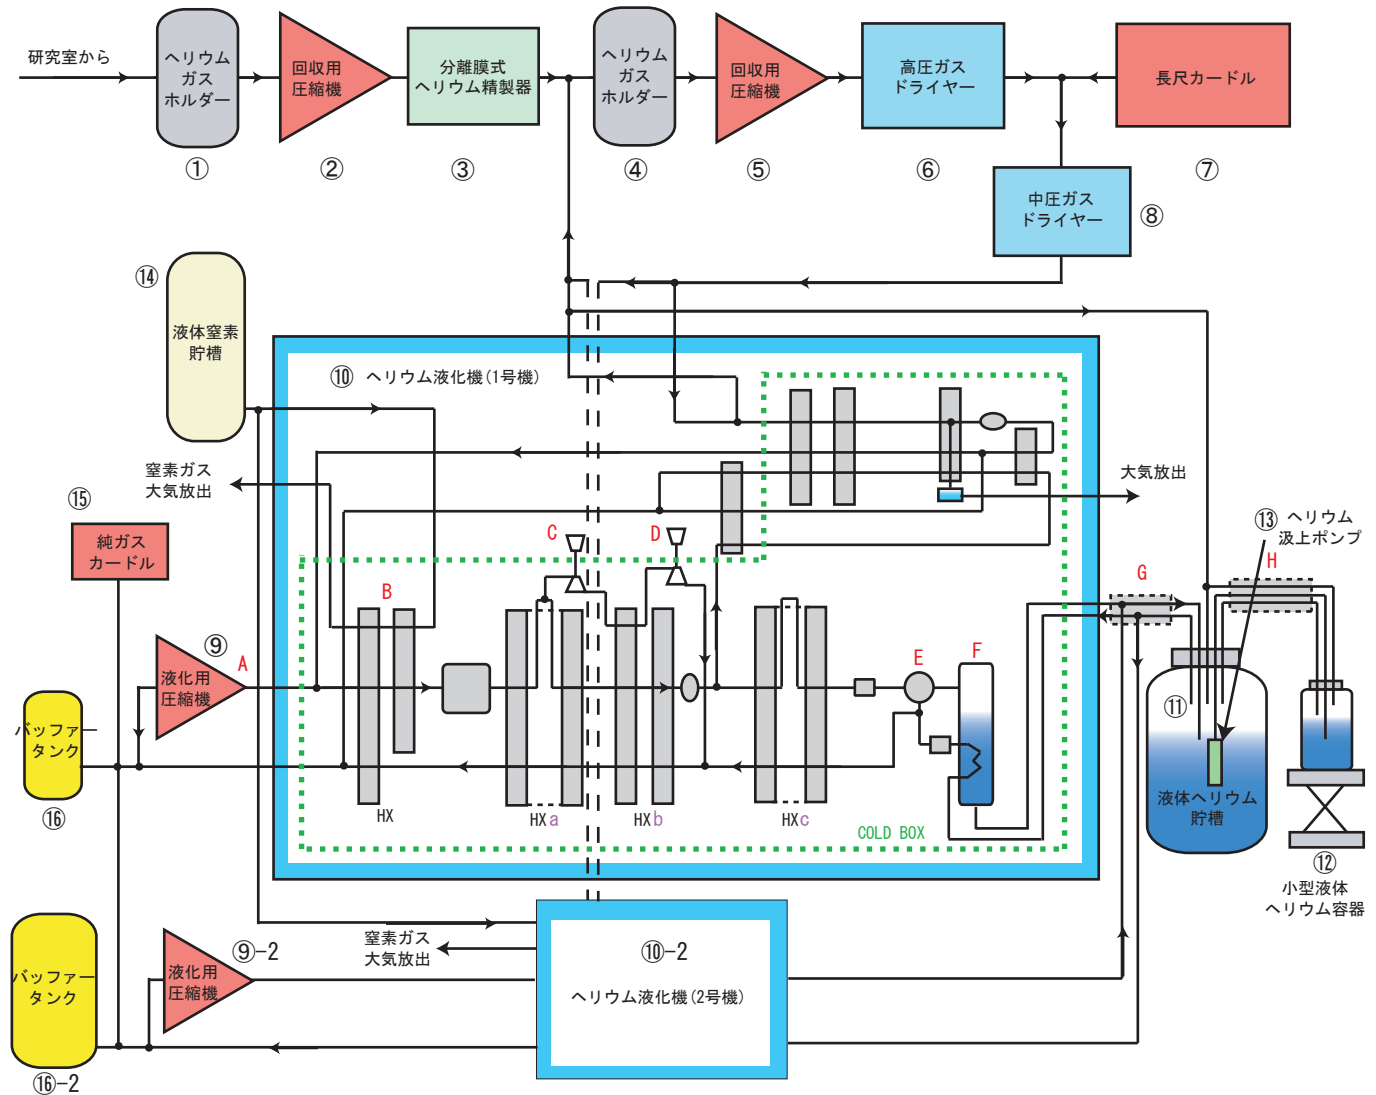 研究室から
ヘリウム
ガス
ホルダー
①
回収用
圧縮機
②
分離膜式
ヘリウム精製器
③
ヘリウム
ガス
ホルダー
④
回収用
圧縮機
⑤
高圧ガス
ドライヤー
⑥
長尺カードル
⑦
中圧ガス
ドライヤー
⑧
⑭
液体窒素
貯槽
⑩ ヘリウム液化機(1号機)
窒素ガス
大気放出
大気放出
⑮
純ガス
カードル
⑬ ヘリウム
汲上ポンプ
C
D
B
G
H
⑨
A
液化用
圧縮機
E
F
バッファー
タンク
⑯
⑪
液体ヘリウム
貯槽
HX
HXa
HXb
HXc
COLD BOX
⑫
小型液体
ヘリウム容器
バッファー
タンク
⑯-2
液化用
圧縮機
⑨-2
窒素ガス
大気放出
⑩-2
ヘリウム液化機(2号機)